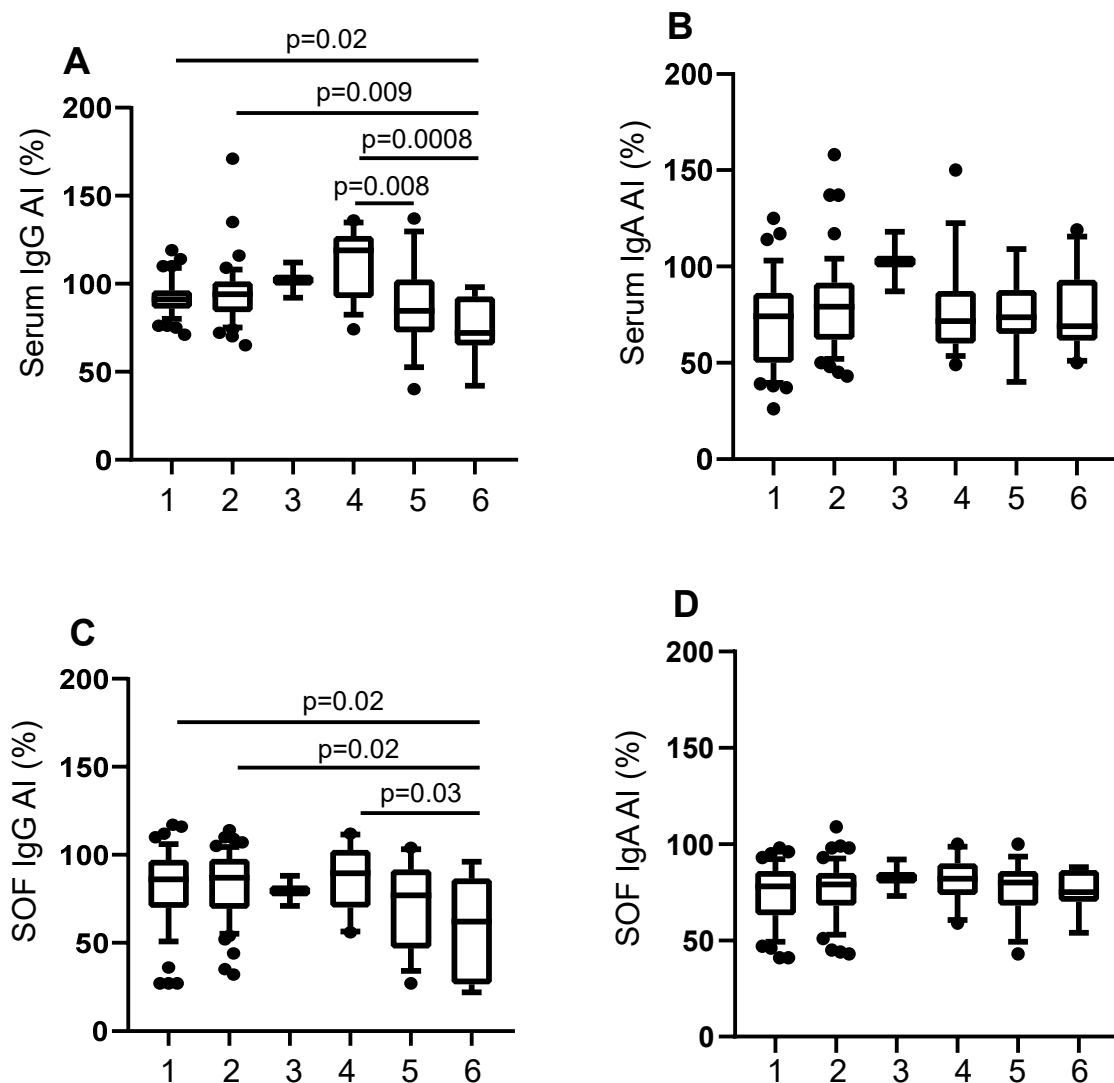 A
p=0.02
p=0.009
p=0.0008
p=0.008
Serum IgG AI (%)
200
150
100
50
0
1 2 3 4 5 6
B
Serum IgA AI (%)
200
150
100
50
0
1 2 3 4 5 6
C
p=0.02
p=0.02
p=0.03
SOF IgG AI (%)
200
150
100
50
0
1 2 3 4 5 6
D
SOF IgA AI (%)
200
150
100
50
0
1 2 3 4 5 6